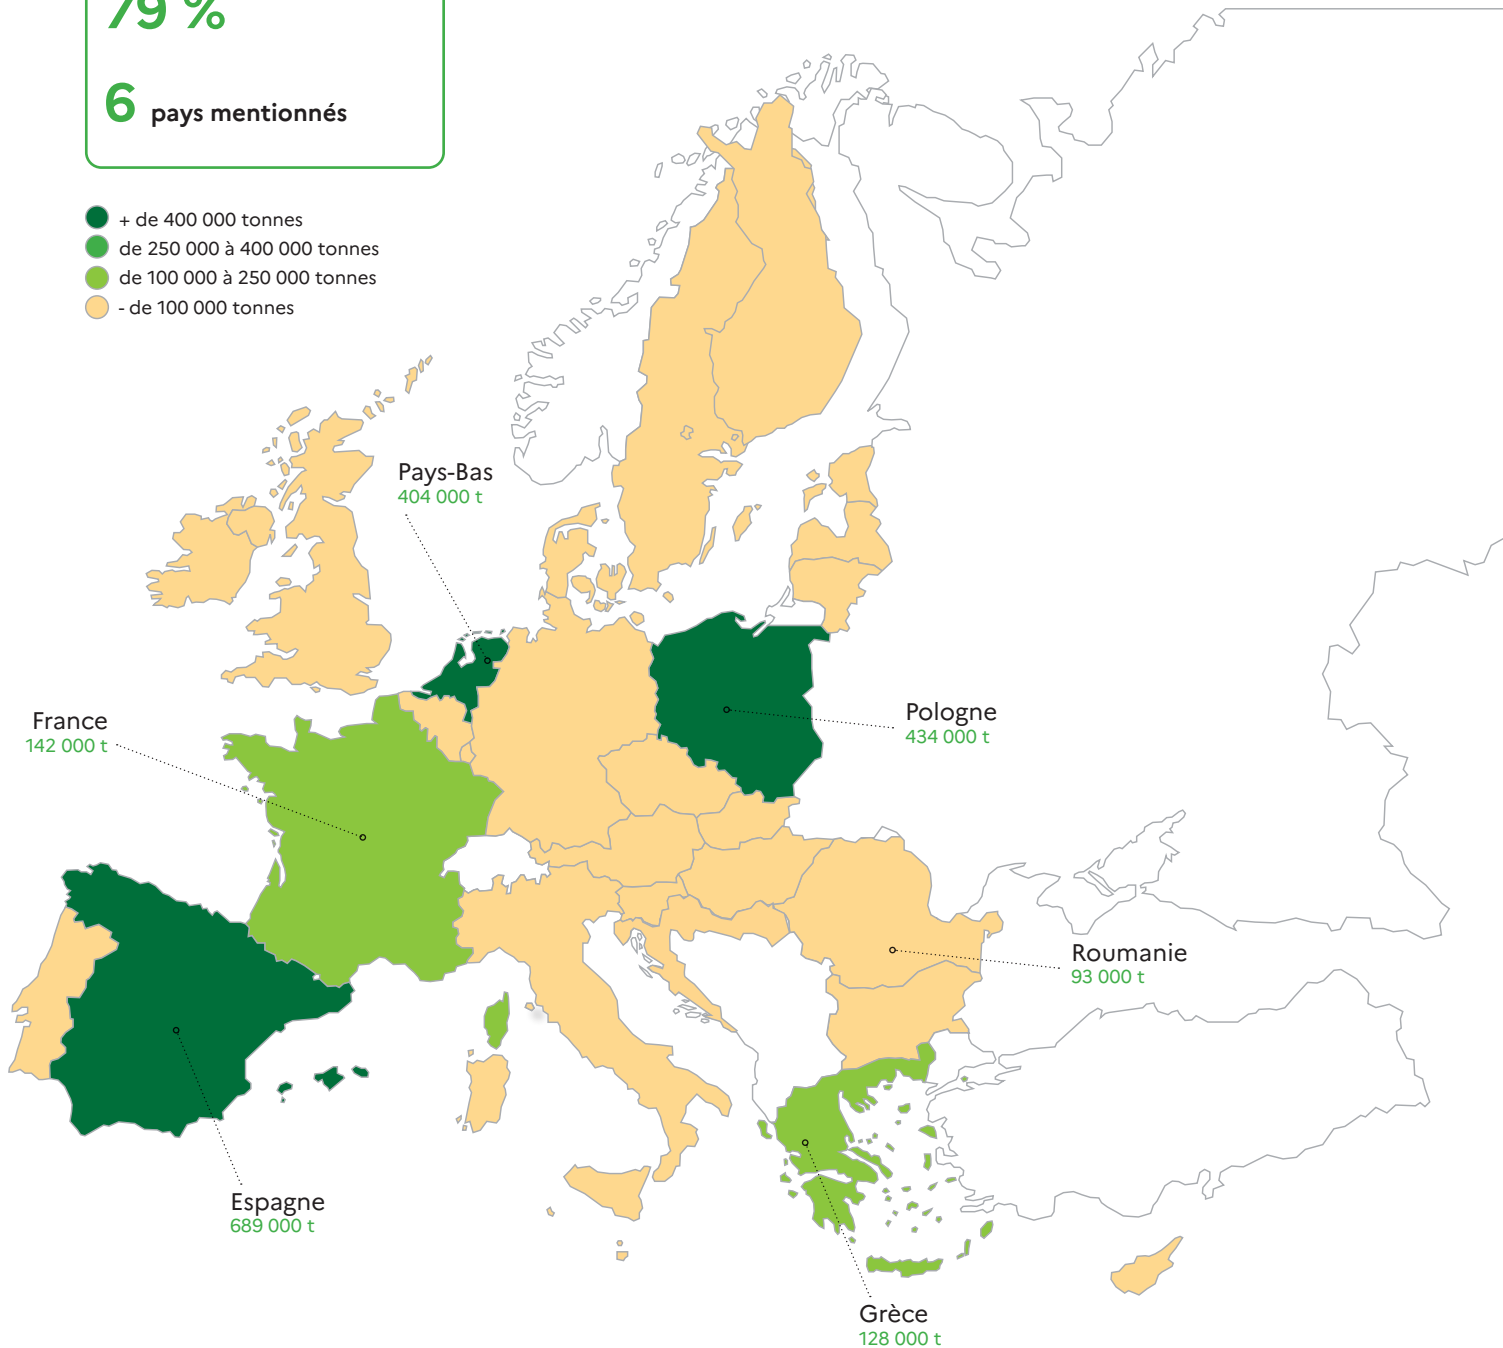 79 %
6 pays mentionnés
+ de 400 000 tonnes
de 250 000 à 400 000 tonnes
de 100 000 à 250 000 tonnes
- de 100 000 tonnes
Pays-Bas
404 000 t
France
142 000 t
Pologne
434 000 t
Roumanie
93 000 t
Espagne
689 000 t
Grèce
128 000 t